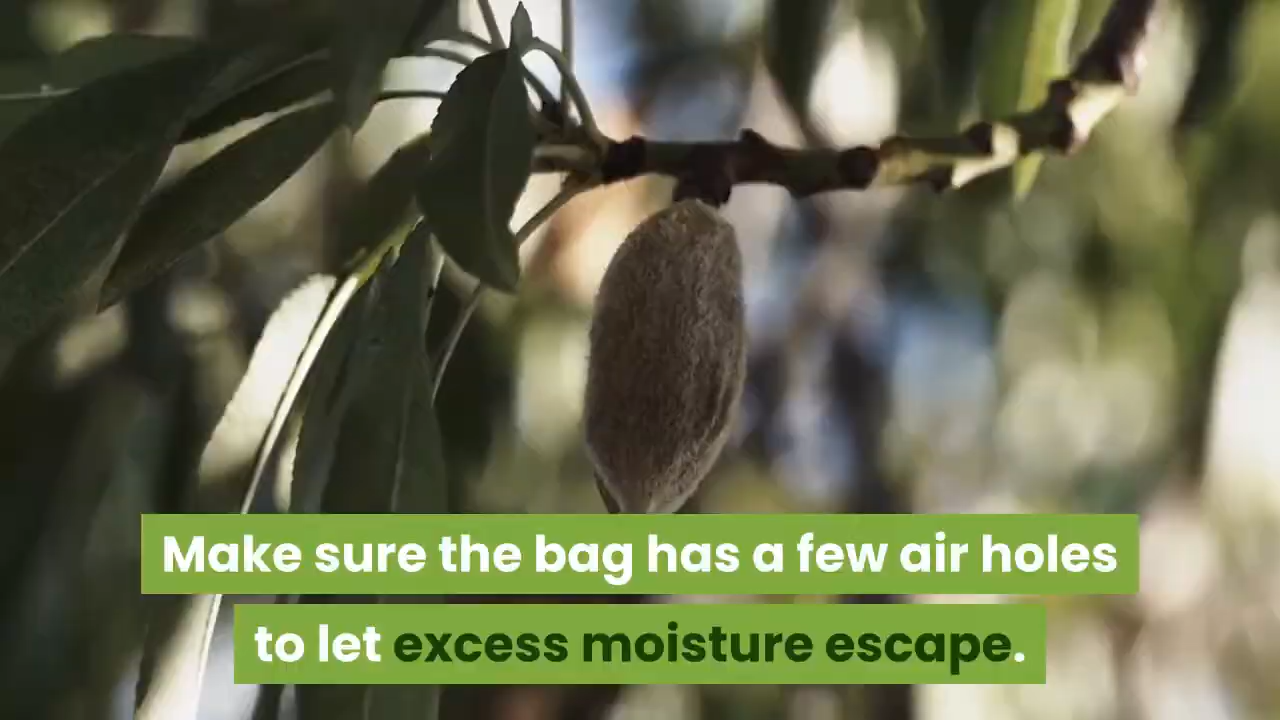 Make sure the bag has a few air holes
to let excess moisture escape.